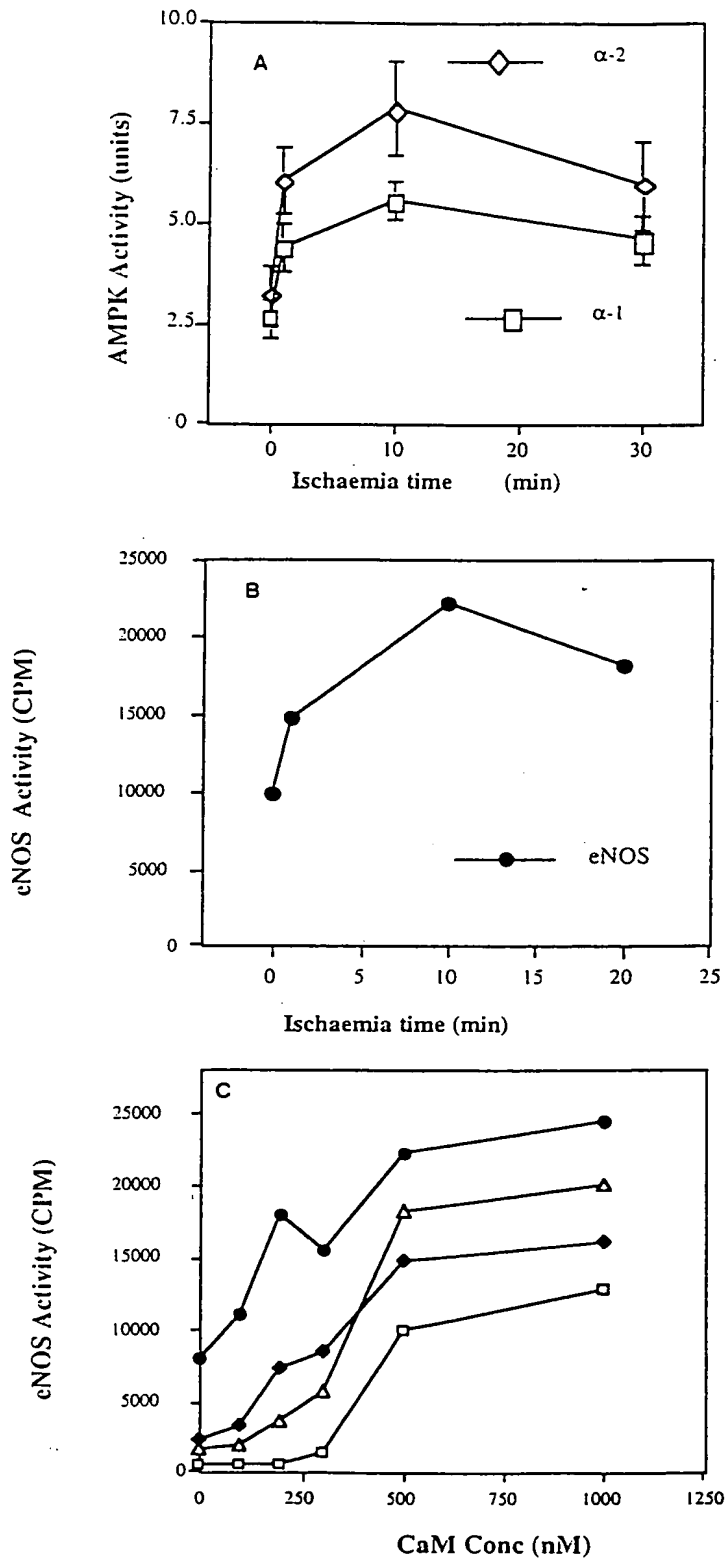 10.0
A
α-2
7.5
5.0
α-1
2.5
0
AMPK Activity (units)
0 10 20 30
Ischaemia time (min)
25000
B
20000
15000
10000
eNOS
5000
0
eNOS Activity (CPM)
0 5 10 15 20 25
Ischaemia time (min)
C
25000
20000
15000
10000
5000
0
eNOS Activity (CPM)
0 250 500 750 1000 1250
CaM Conc (nM)